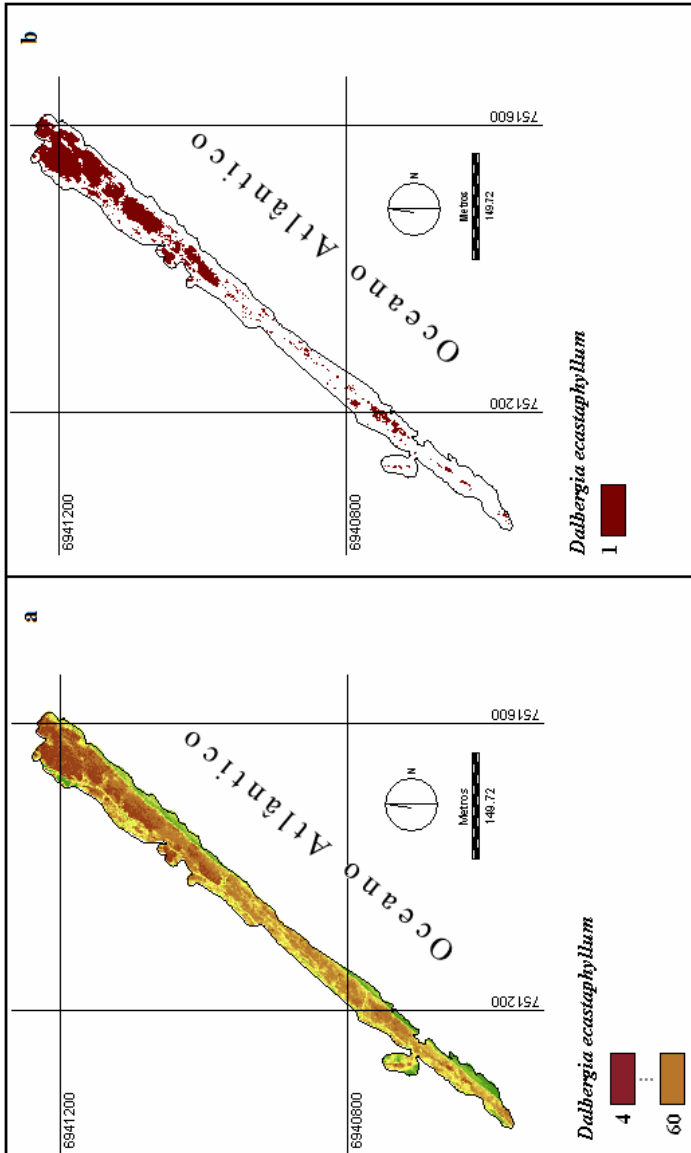 a
6941200
6940800
751200
751600
Oceano Atlântico
N
Metros
149.72
Dalbergia ecastaphyllum
4
60
b
6941200
6940800
751200
751600
Oceano Atlântico
N
Metros
149.72
Dalbergia ecastaphyllum
1